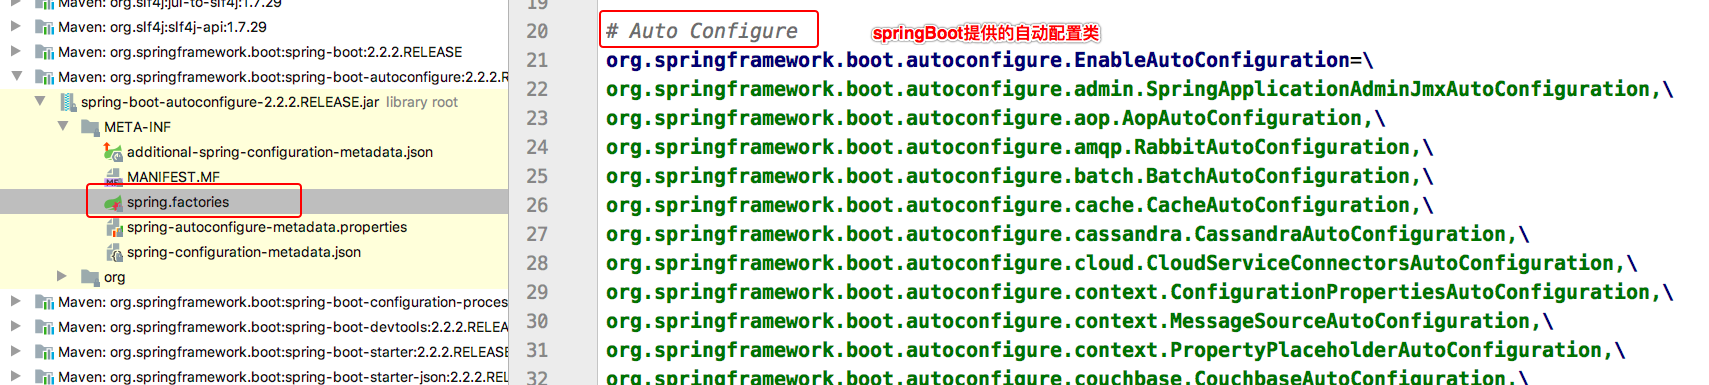 Maven: org.slf4j:jul-to-slf4j:1.7.29
Maven: org.slf4j:slf4j-api:1.7.29
Maven: org.springframework.boot:spring-boot:2.2.2.RELEASE
Maven: org.springframework.boot:spring-boot-autoconfigure:2.2.2.R
spring-boot-autoconfigure-2.2.2.RELEASE.jar library root
META-INF
additional-spring-configuration-metadata.json
MANIFEST.MF
spring.factories
spring-autoconfigure-metadata.properties
spring-configuration-metadata.json
org
Maven: org.springframework.boot:spring-boot-configuration-proces
Maven: org.springframework.boot:spring-boot-devtools:2.2.2.RELEA
Maven: org.springframework.boot:spring-boot-starter:2.2.2.RELEASE
Maven: org.springframework.boot:spring-boot-starter-json:2.2.2.REL
19
20 # Auto Configure springBoot提供的自动配置类
21 org.springframework.boot.autoconfigure.EnableAutoConfiguration=\
22 org.springframework.boot.autoconfigure.admin.SpringApplicationAdminJmxAutoConfiguration,\
23 org.springframework.boot.autoconfigure.aop.AopAutoConfiguration,\
24 org.springframework.boot.autoconfigure.amqp.RabbitAutoConfiguration,\
25 org.springframework.boot.autoconfigure.batch.BatchAutoConfiguration,\
26 org.springframework.boot.autoconfigure.cache.CacheAutoConfiguration,\
27 org.springframework.boot.autoconfigure.cassandra.CassandraAutoConfiguration,\
28 org.springframework.boot.autoconfigure.cloud.CloudServiceConnectorsAutoConfiguration,\
29 org.springframework.boot.autoconfigure.context.ConfigurationPropertiesAutoConfiguration,\
30 org.springframework.boot.autoconfigure.context.MessageSourceAutoConfiguration,\
31 org.springframework.boot.autoconfigure.context.PropertyPlaceholderAutoConfiguration,\
32 org.springframework.boot.autoconfigure.couchbase.CouchbaseAutoConfiguration,\